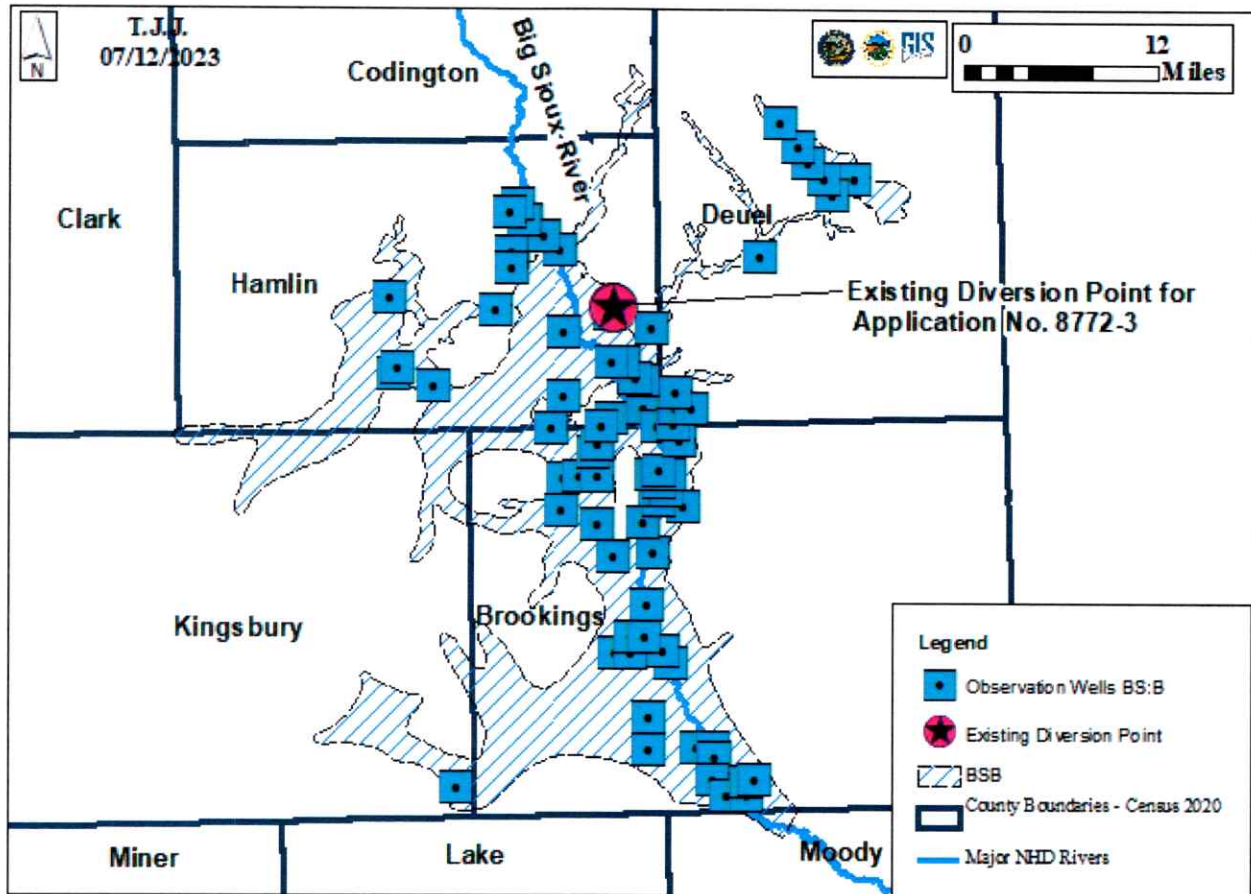 T.J.J.
07/12/2023
N
Codington
Big Sioux River
GIS
0 12
Miles
Clark
Hamlin
Deuel
Existing Diversion Point for
Application No. 8772-3
Kingsbury
Brookings
Miner
Lake
Moody
Legend
Observation Wells BS:B
Existing Diversion Point
BSB
County Boundaries - Census 2020
Major NHD Rivers